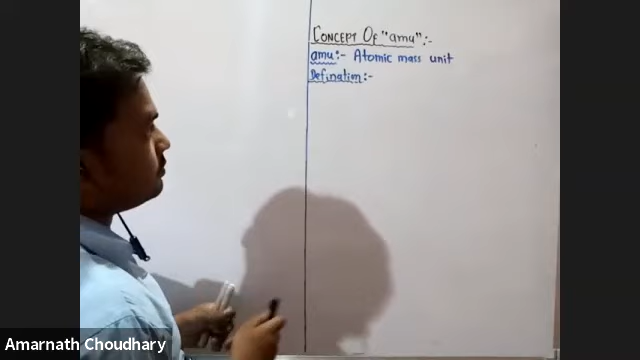 CONCEPT OF "amu":-
amu:- Atomic mass unit
Defination:-
Amarnath Choudhary